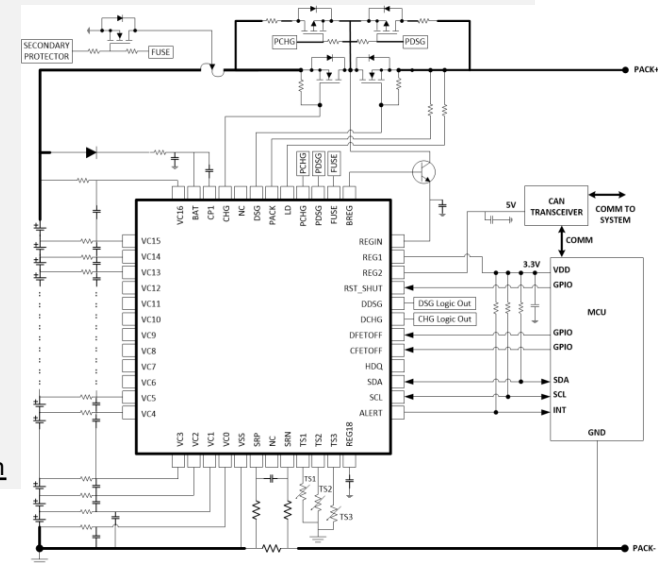 PCHG
PDSG
SECONDARY
PROTECTOR
FUSE
PACK+
PCHG
PDSG
FUSE
VC16
BAT
CP1
CHG
NC
DSG
PACK
LD
PCHG
PDSG
FUSE
BREG
5V
CAN
TRANSCEIVER
COMM TO
SYSTEM
COMM
VC15
VC14
VC13
VC12
VC11
VC10
VC9
VC8
VC7
VC6
VC5
VC4
REGIN
REG1
REG2
RST_SHUT
DDSG
DCHG
DFETOFF
CFETOFF
HDQ
SDA
SCL
ALERT
DSG Logic Out
CHG Logic Out
3.3V
VDD
GPIO
MCU
GPIO
GPIO
SDA
SCL
INT
GND
VC3
VC2
VC1
VC0
VSS
SRP
NC
SRN
TS1
TS2
TS3
REG18
TS1
TS2
TS3
PACK-